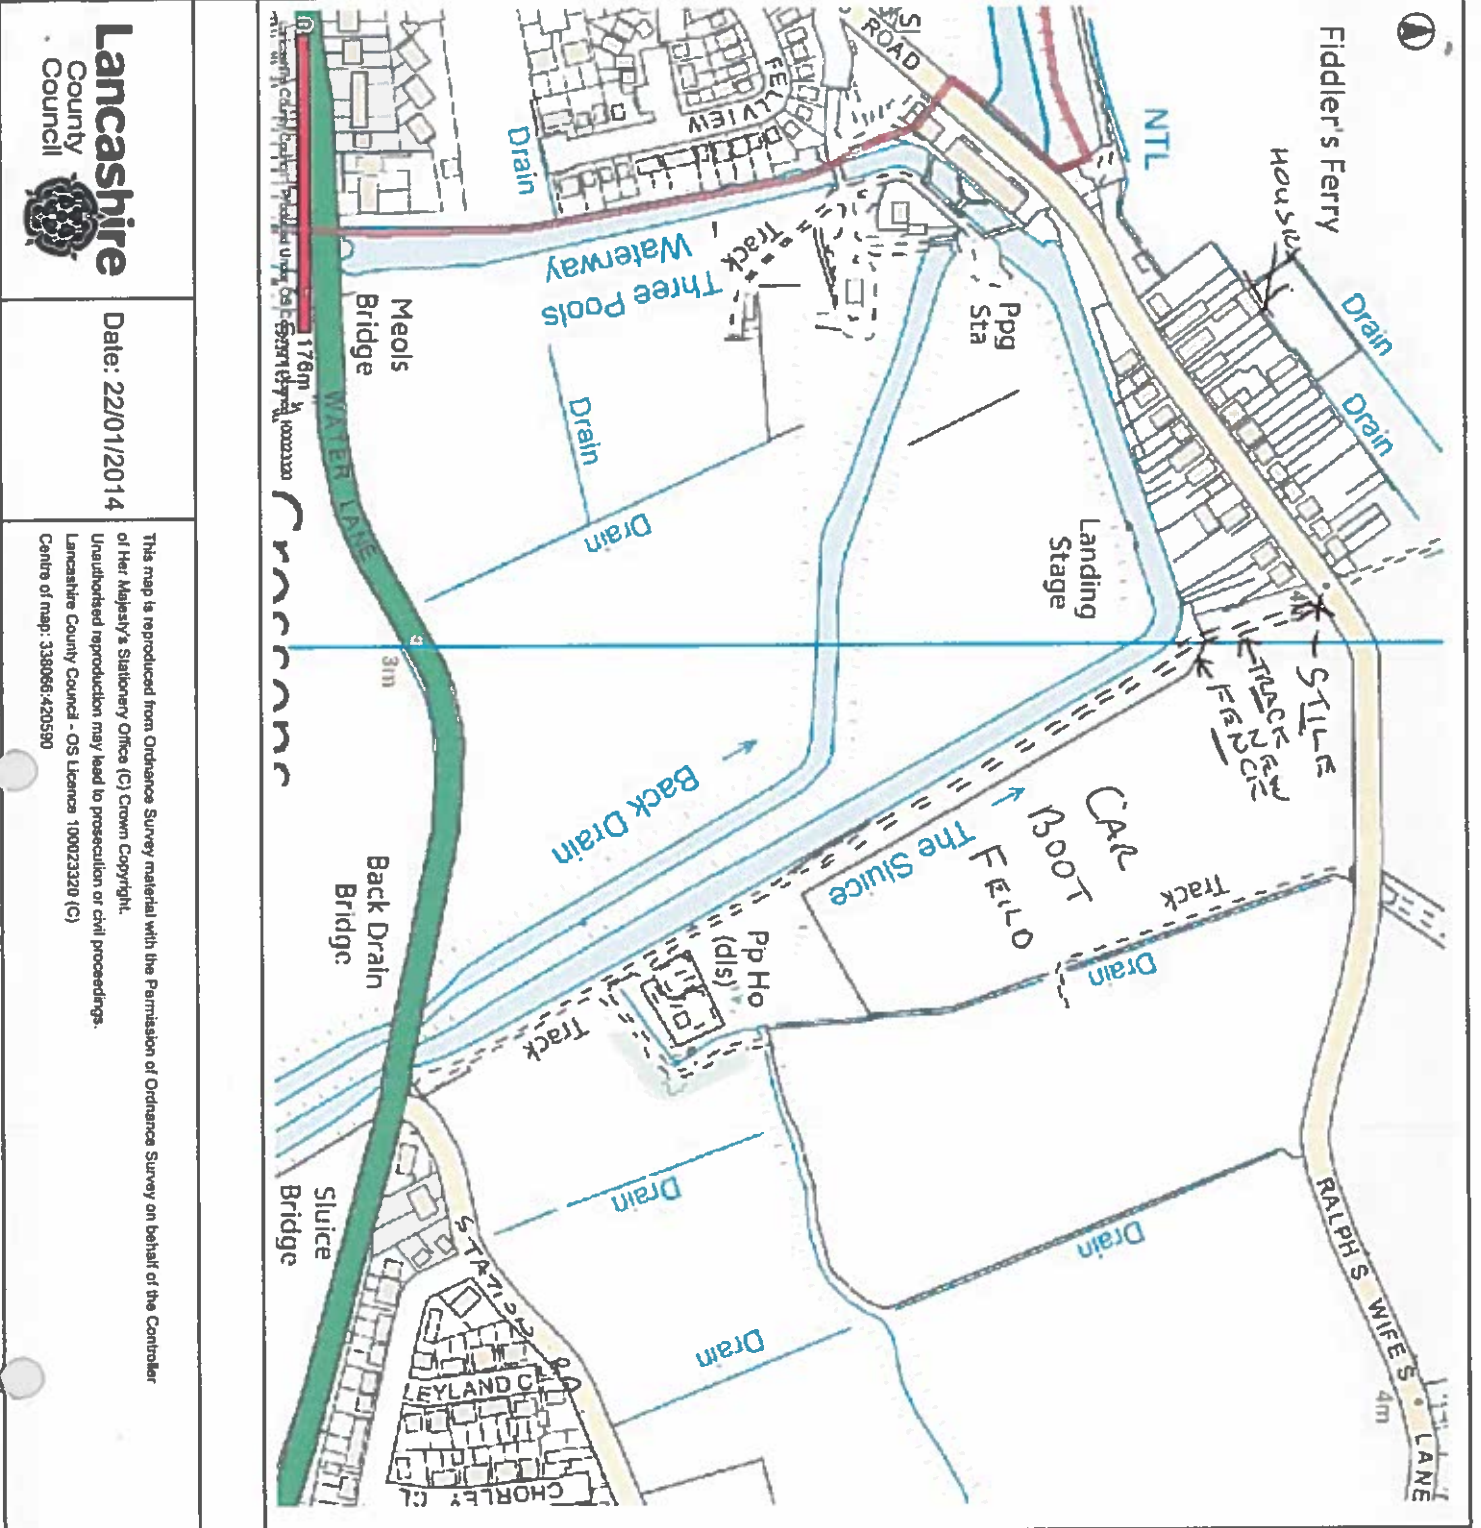 Fiddler's Ferry
HOUSE
NTL
Drain
Drain
ROAD
FELLVIEW
Drain
Track
Three Pools
Waterway
Ppg
Sta
Meols
Bridge
Drain
Drain
Landing
Stage
4m
STILE
TRACK NEW
FENCE
CAR
BOOT
FEILD
The Sluice
Back Drain
WATER LANE
3m
176m
Track
Drain
Pp Ho
(dis)
Track
Back Drain
Bridge
Sluice
Bridge
Drain
Drain
Drain
STATION
LEYLAND CL
CHORLEY CL
RALPH'S WIFE'S LANE
4m
Lancashire
County
Council
Date: 22/01/2014
This map is reproduced from Ordnance Survey material with the Permission of Ordnance Survey on behalf of the Controller
of Her Majesty's Stationery Office (C) Crown Copyright.
Unauthorised reproduction may lead to prosecution or civil proceedings.
Lancashire County Council - OS Licence 100023320 (C)
Centre of map: 338066:420590